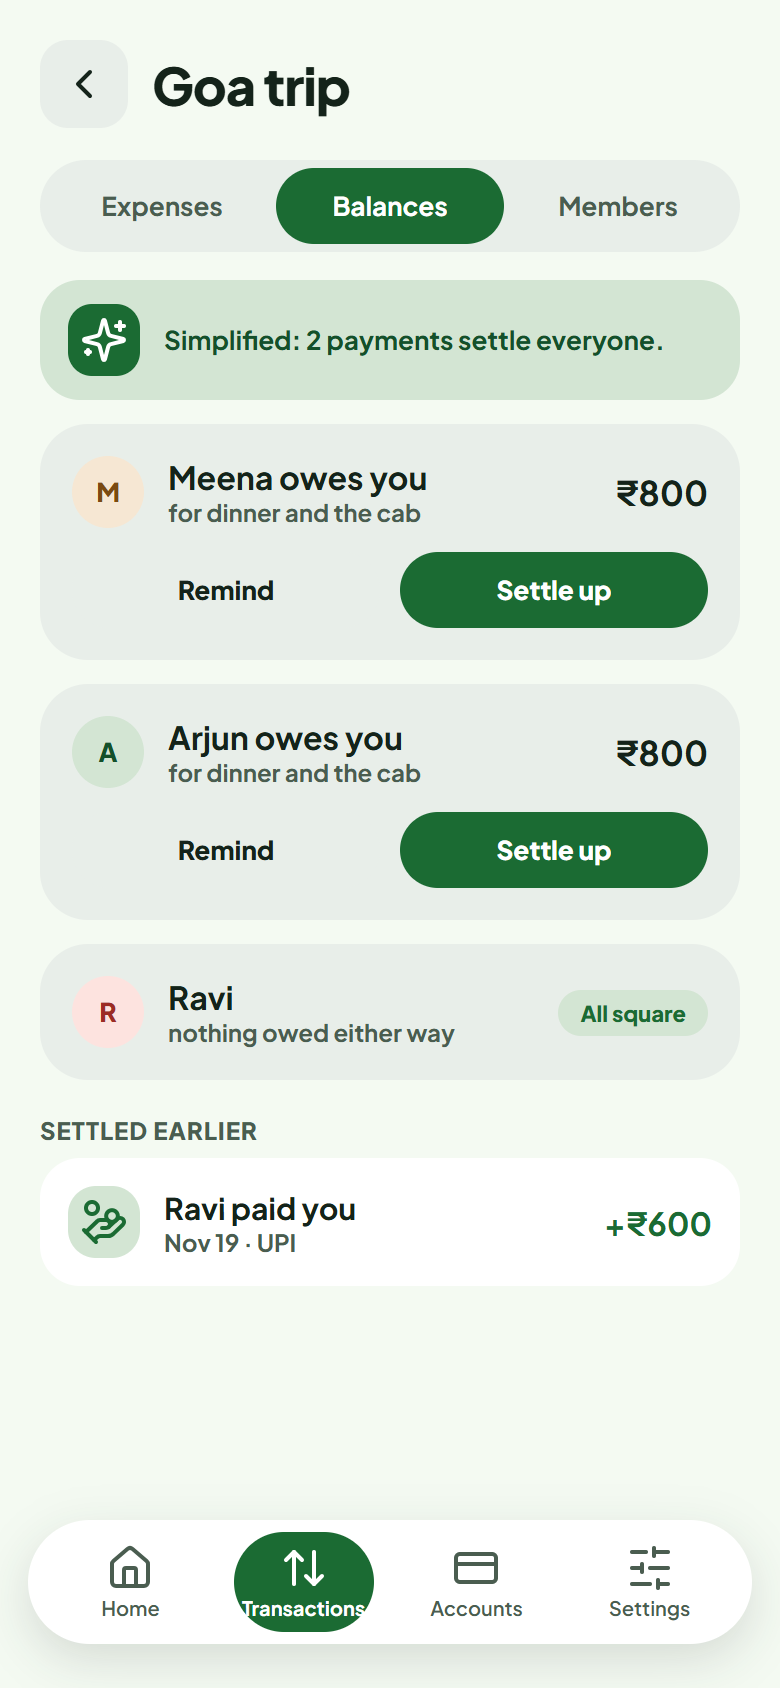 Goa trip
Expenses Balances Members
Simplified: 2 payments settle everyone.
M
Meena owes you
for dinner and the cab
₹800
Remind Settle up
A
Arjun owes you
for dinner and the cab
₹800
Remind Settle up
R
Ravi
nothing owed either way
All square
SETTLED EARLIER
Ravi paid you
Nov 19 · UPI
+₹600
Home Transactions Accounts Settings